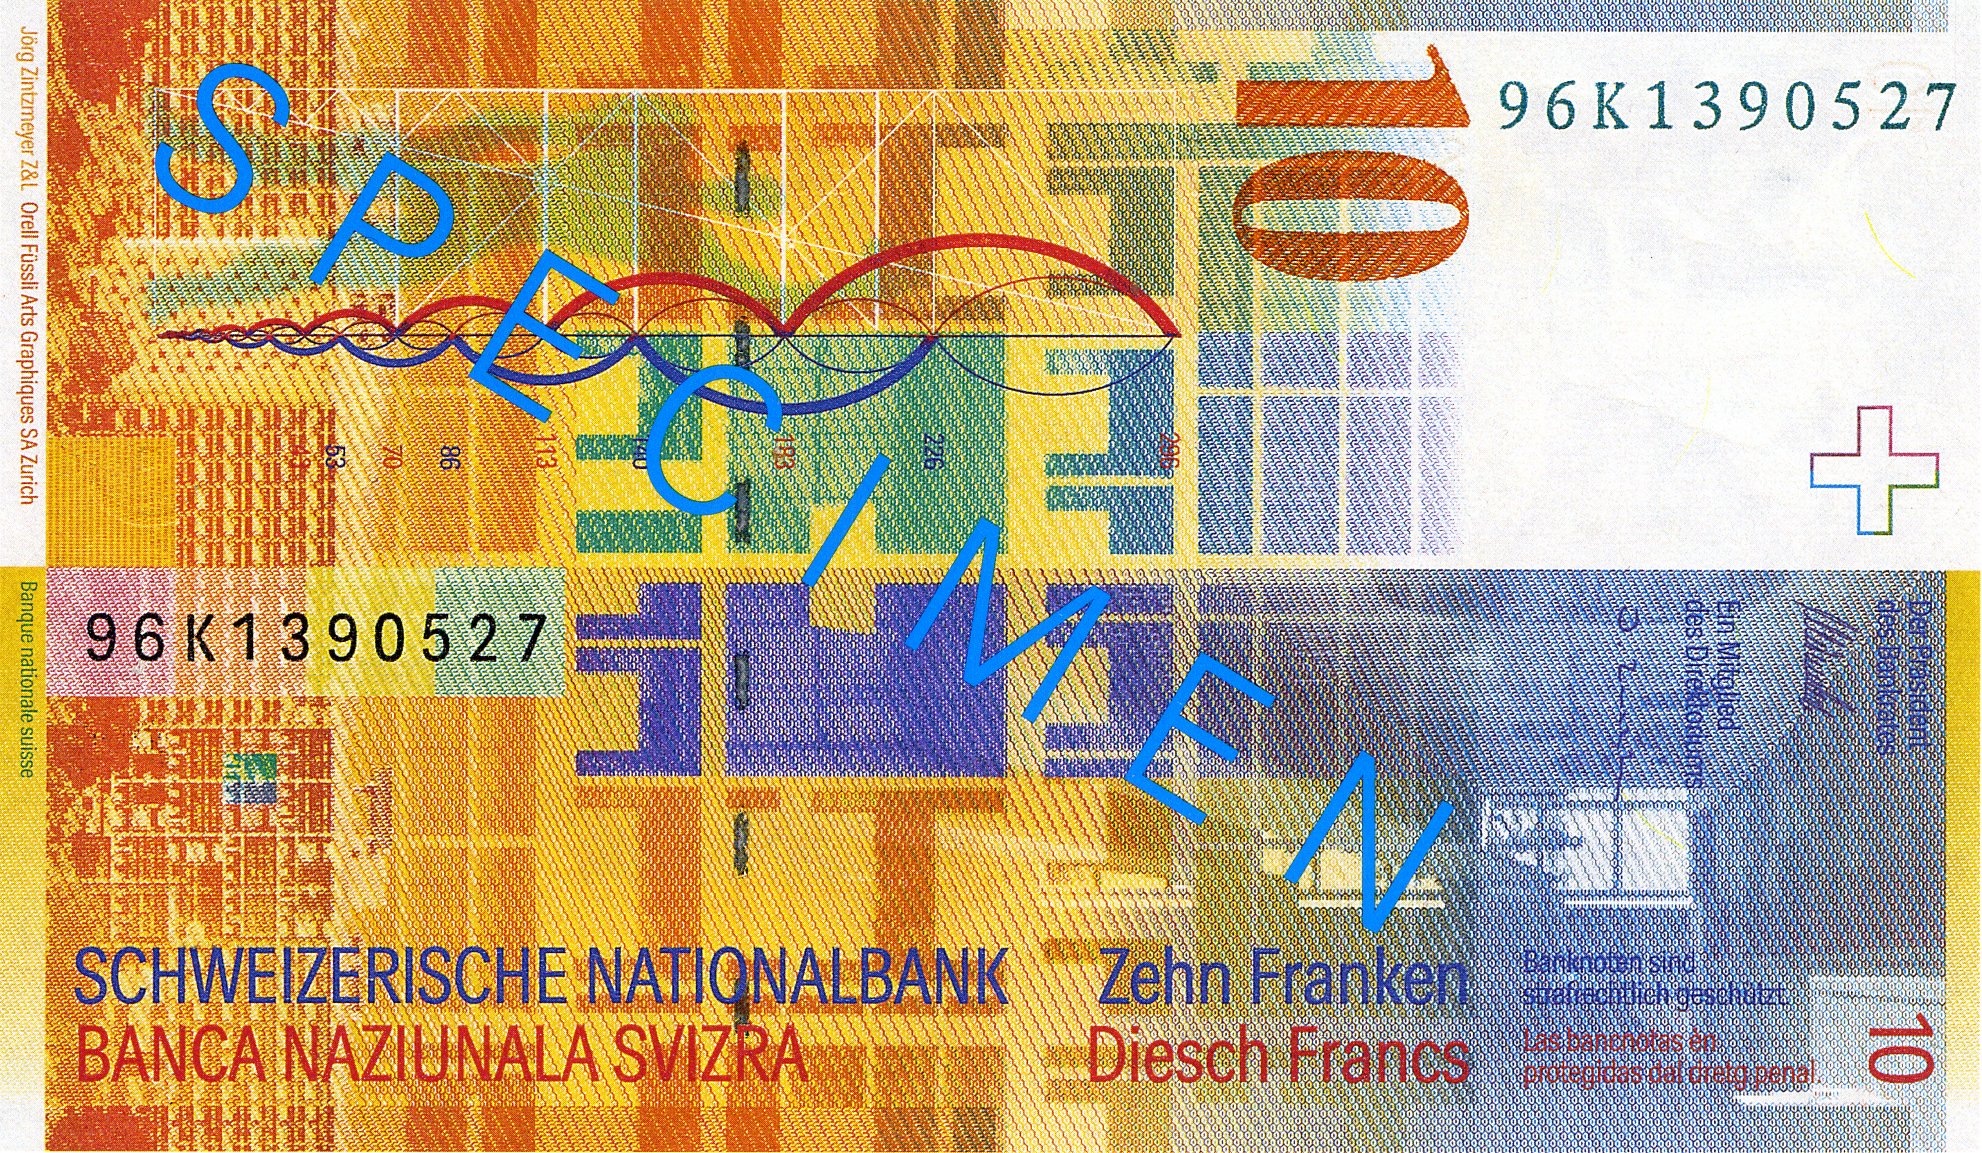 Jörg Zintzmeyer Z&L Orell Füssli Arts Graphiques SA Zurich
Banque nationale suisse
SPECIMEN
10
96K1390527
53
70
86
113
140
183
226
296
96K1390527
Ein Mitglied
des Direktoriums
Der Präsident
des Bankrates
SCHWEIZERISCHE NATIONALBANK
BANCA NAZIUNALA SVIZRA
Zehn Franken
Diesch Francs
Banknoten sind
strafrechtlich geschützt.
Las bancnotas èn
protegidas dal dretg penal.
10